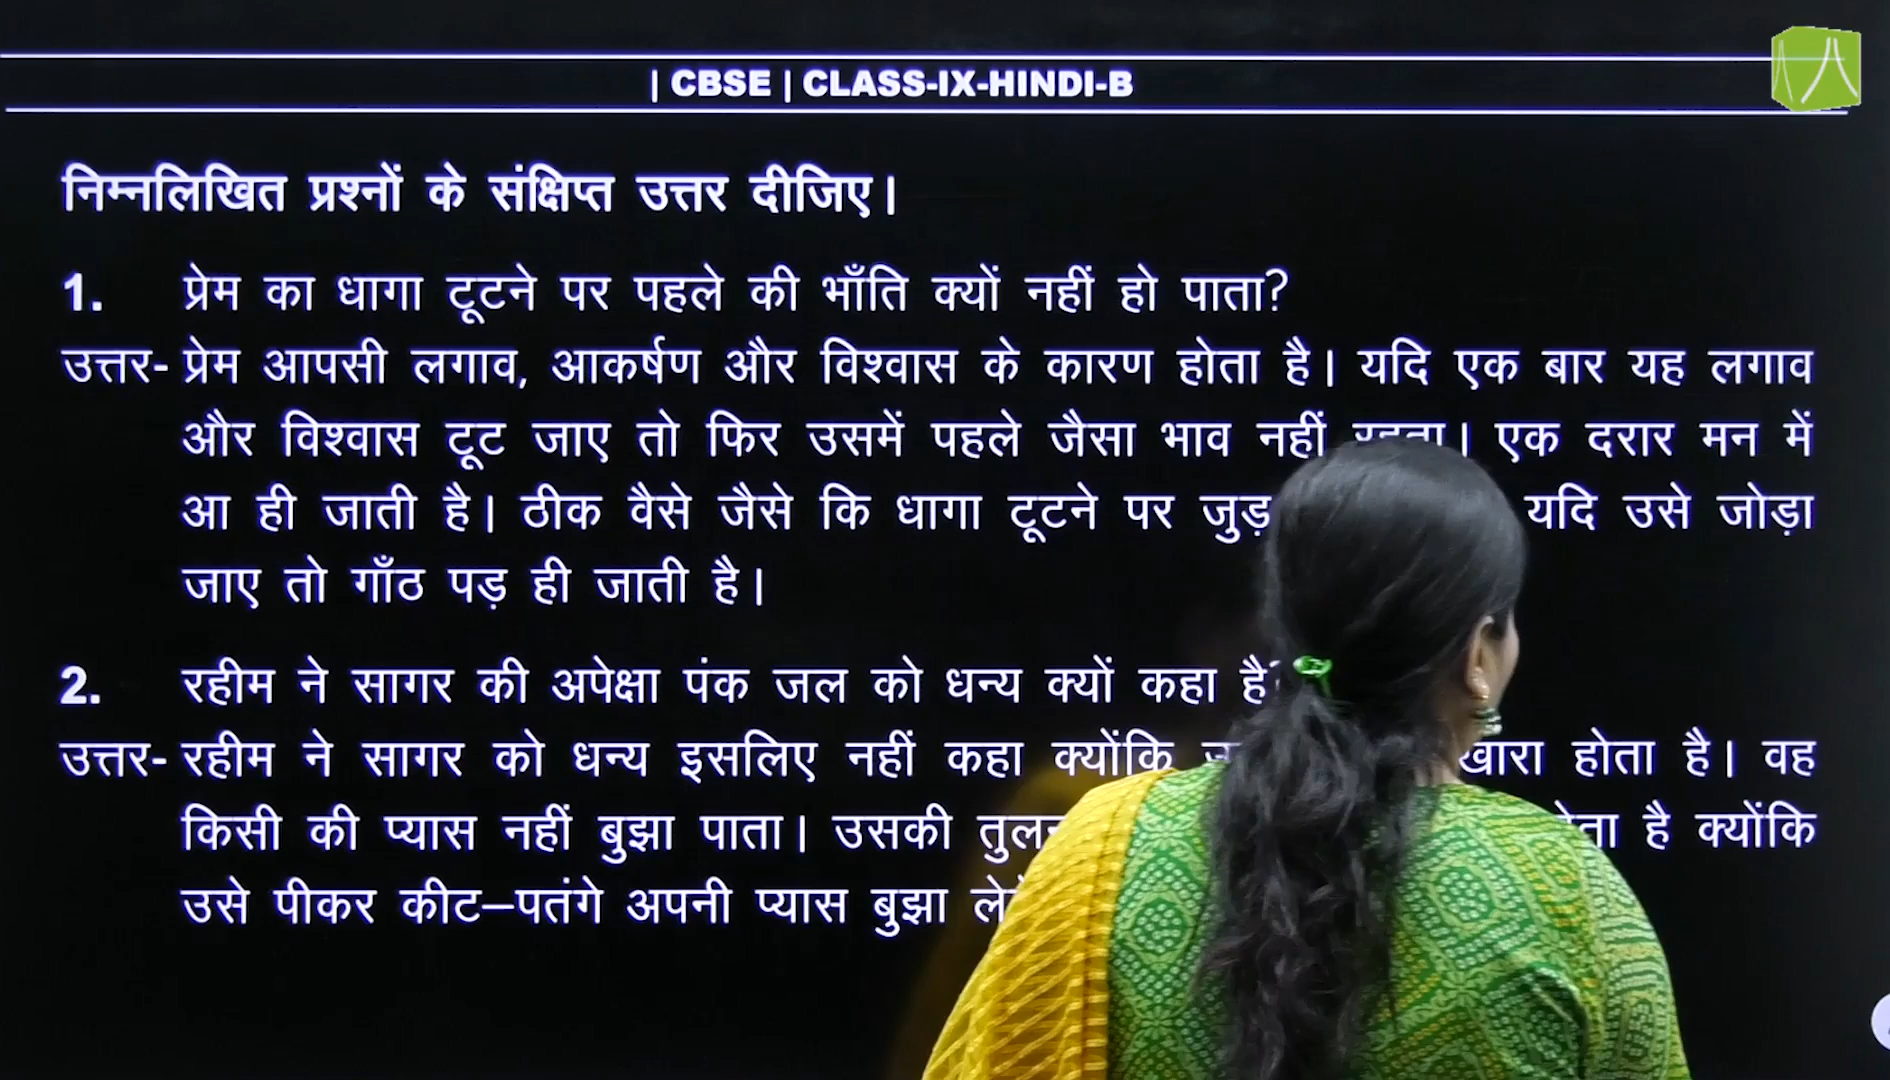 | CBSE | CLASS-IX-HINDI-B
निम्नलिखित प्रश्नों के संक्षिप्त उत्तर दीजिए।
1. प्रेम का धागा टूटने पर पहले की भाँति क्यों नहीं हो पाता?
उत्तर- प्रेम आपसी लगाव, आकर्षण और विश्वास के कारण होता है। यदि एक बार यह लगाव
और विश्वास टूट जाए तो फिर उसमें पहले जैसा भाव नहीं रहता। एक दरार मन में
आ ही जाती है। ठीक वैसे जैसे कि धागा टूटने पर जुड़ यदि उसे जोड़ा
जाए तो गाँठ पड़ ही जाती है।
2. रहीम ने सागर की अपेक्षा पंक जल को धन्य क्यों कहा है?
उत्तर- रहीम ने सागर को धन्य इसलिए नहीं कहा क्योंकि खारा होता है। वह
किसी की प्यास नहीं बुझा पाता। उसकी है क्योंकि
उसे पीकर कीट–पतंगे अपनी प्यास बुझा